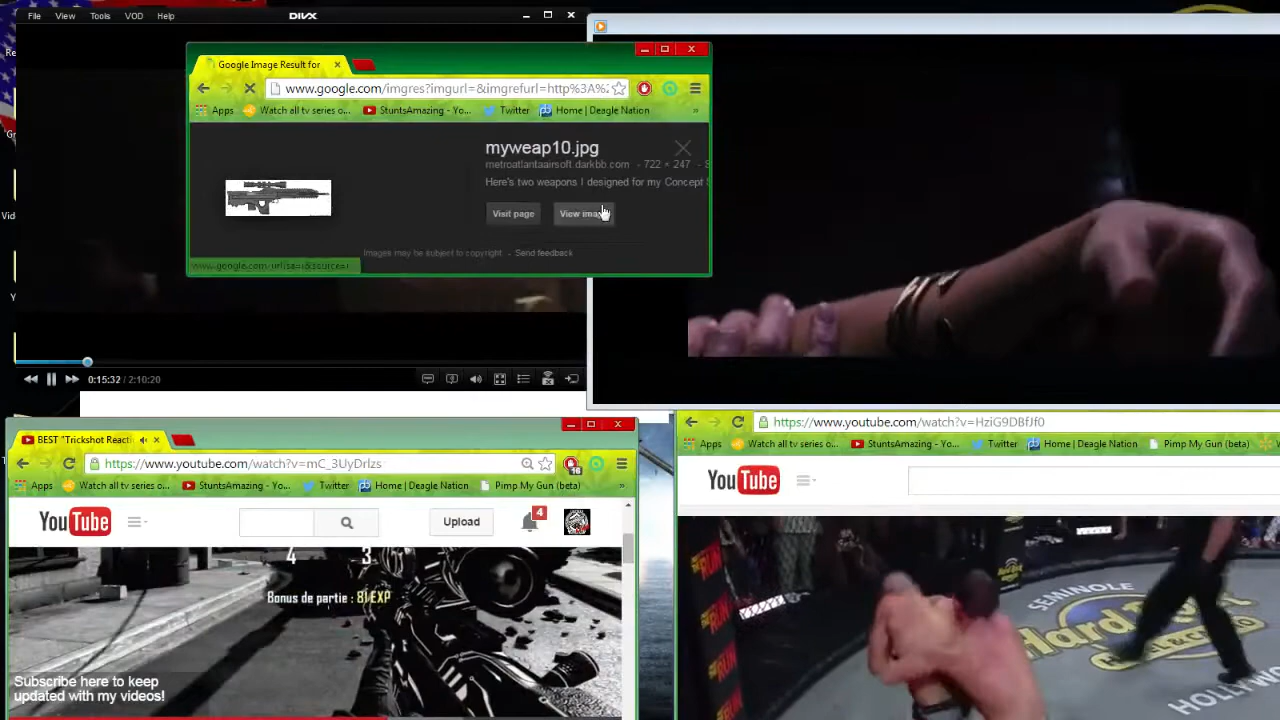 File View Tools VOD Help DIVX
Google Image Result for
www.google.com/imgres?imgurl=&imgrefurl=http%3A%2
Apps Watch all tv series o... StuntsAmazing - Yo... Twitter Home | Deagle Nation »
myweap10.jpg
metroatlantaairsoft.darkbb.com - 722 × 247 - S
Here's two weapons I designed for my Concept
Visit page View
Images may be subject to copyright. - Send feedback
0:15:32 / 2:10:20
BEST "Trickshot Reacti
https://www.youtube.com/watch?v=mC_3UyDrlzs
18
Apps Watch all tv series o... StuntsAmazing - Yo... Twitter Home | Deagle Nation Pimp My Gun (beta) »
YouTube Upload 4
4 3
Bonus de partie : 81 EXP
Subscribe here to keep
updated with my videos!
https://www.youtube.com/watch?v=HziG9DBfJf0
Apps Watch all tv series o... StuntsAmazing - Yo... Twitter Home | Deagle Nation Pimp My Gun (beta)
YouTube
SEMINOLE
Hard Rock
HOLLYWO